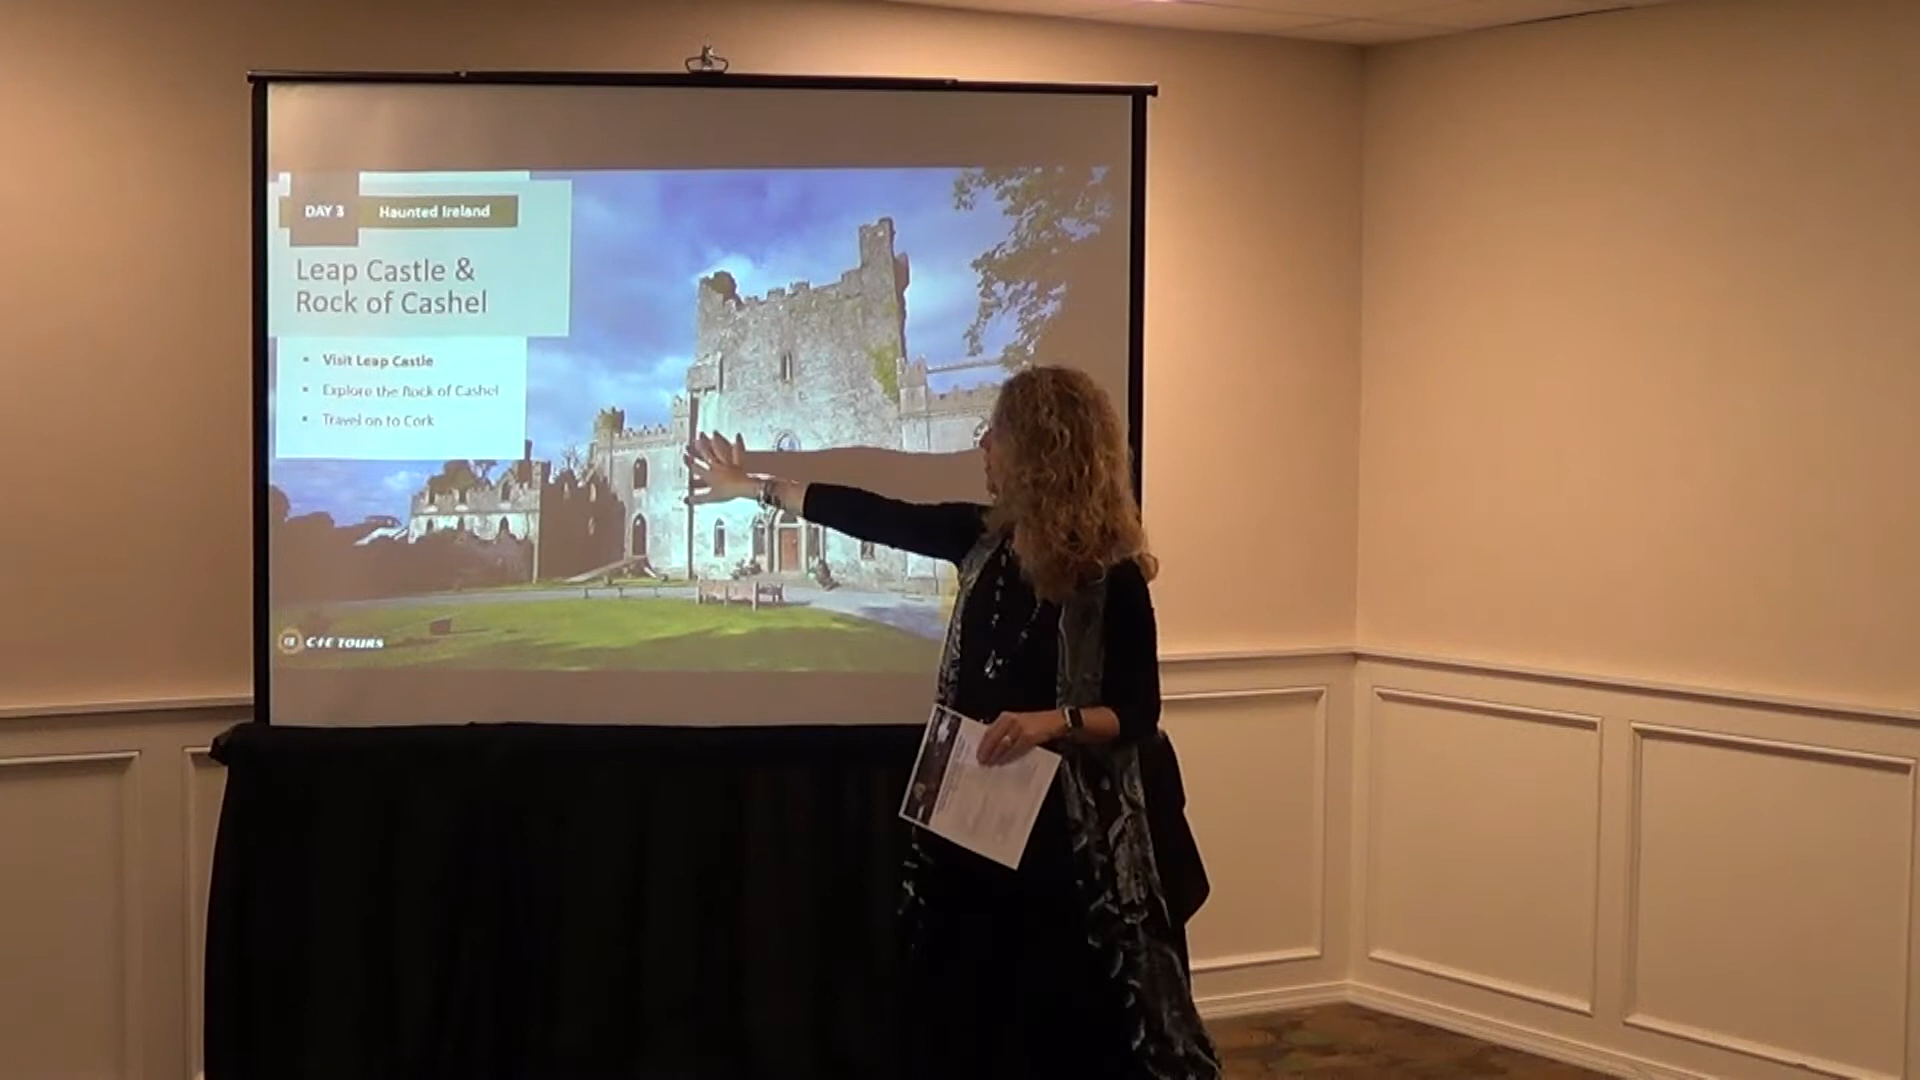 DAY 3 Haunted Ireland
Leap Castle &
Rock of Cashel
• Visit Leap Castle
• Explore the Rock of Cashel
• Travel on to Cork
C+E TOURS